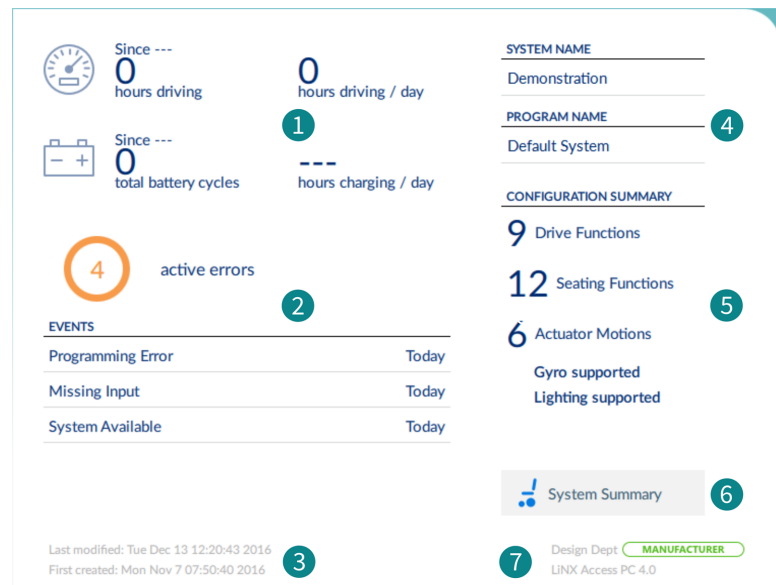 Since ---
0
hours driving
0
hours driving / day
1
Since ---
0
total battery cycles
---
hours charging / day
4
active errors
2
EVENTS
Programming Error Today
Missing Input Today
System Available Today
Last modified: Tue Dec 13 12:20:43 2016
First created: Mon Nov 7 07:50:40 2016
3
SYSTEM NAME
Demonstration
PROGRAM NAME
4
Default System
CONFIGURATION SUMMARY
9 Drive Functions
12 Seating Functions
5
6 Actuator Motions
Gyro supported
Lighting supported
System Summary
6
7
Design Dept MANUFACTURER
LiNX Access PC 4.0